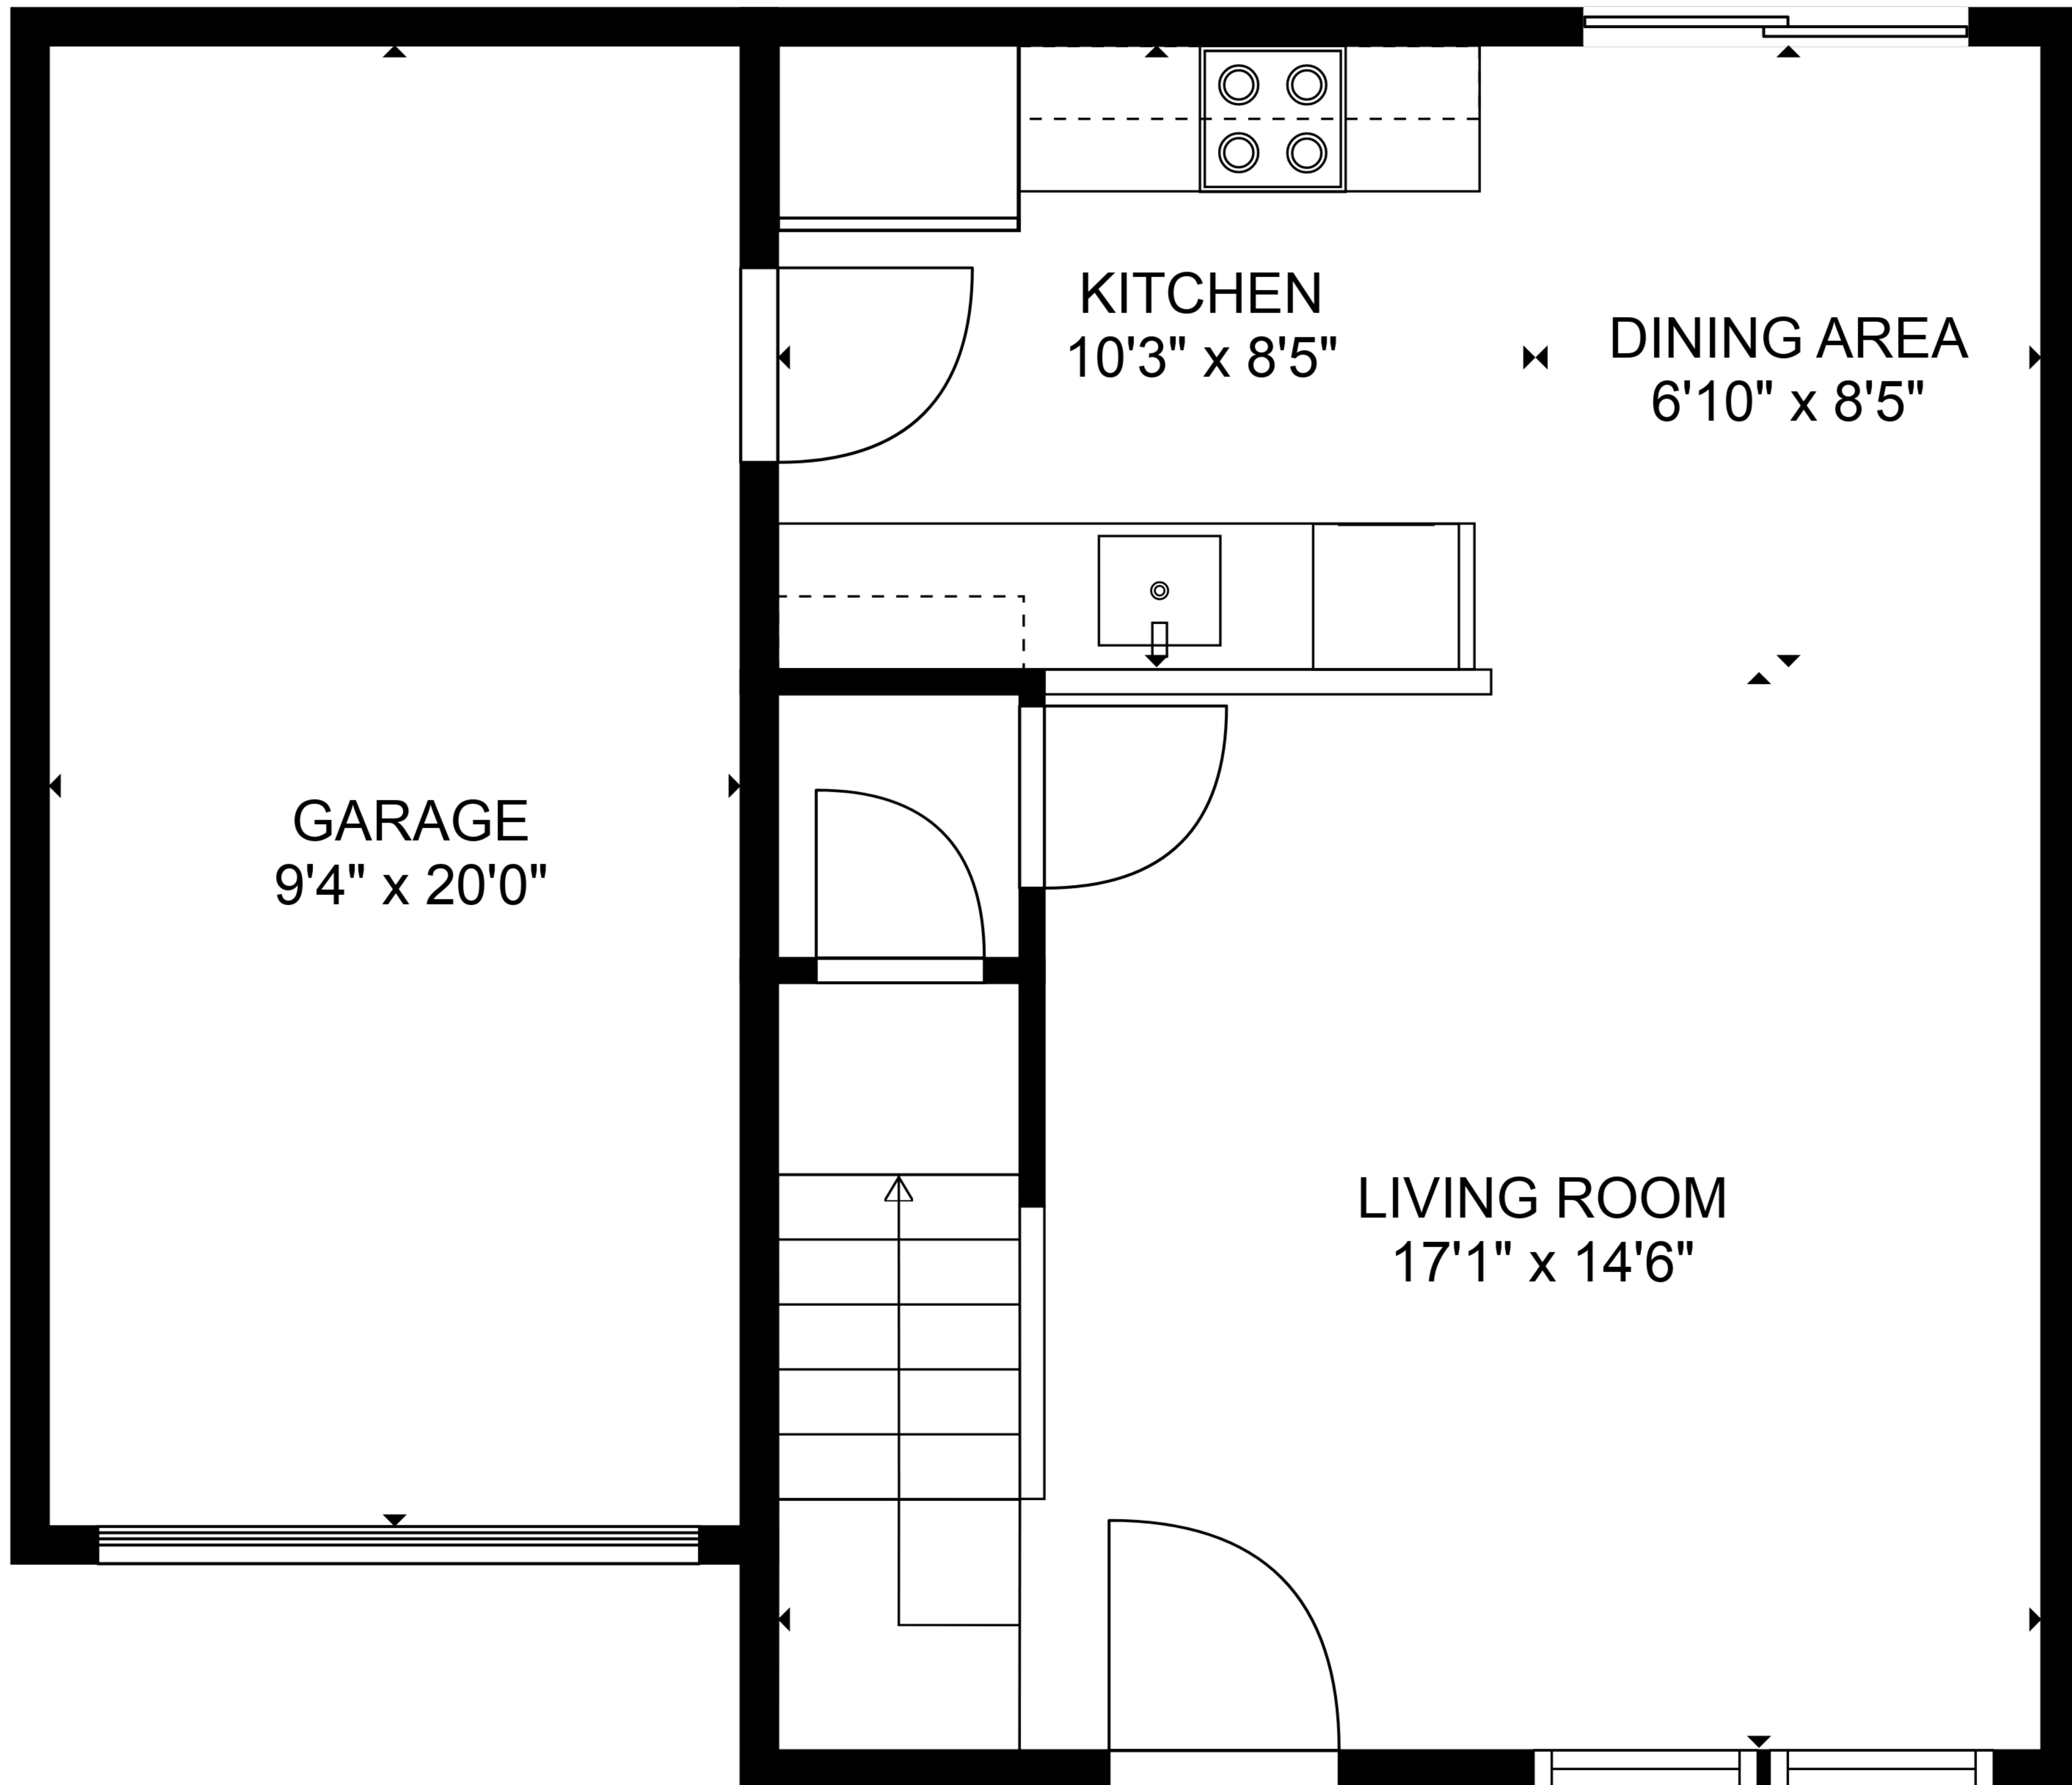 KITCHEN
10'3" x 8'5"
DINING AREA
6'10" x 8'5"
GARAGE
9'4" x 20'0"
LIVING ROOM
17'1" x 14'6"